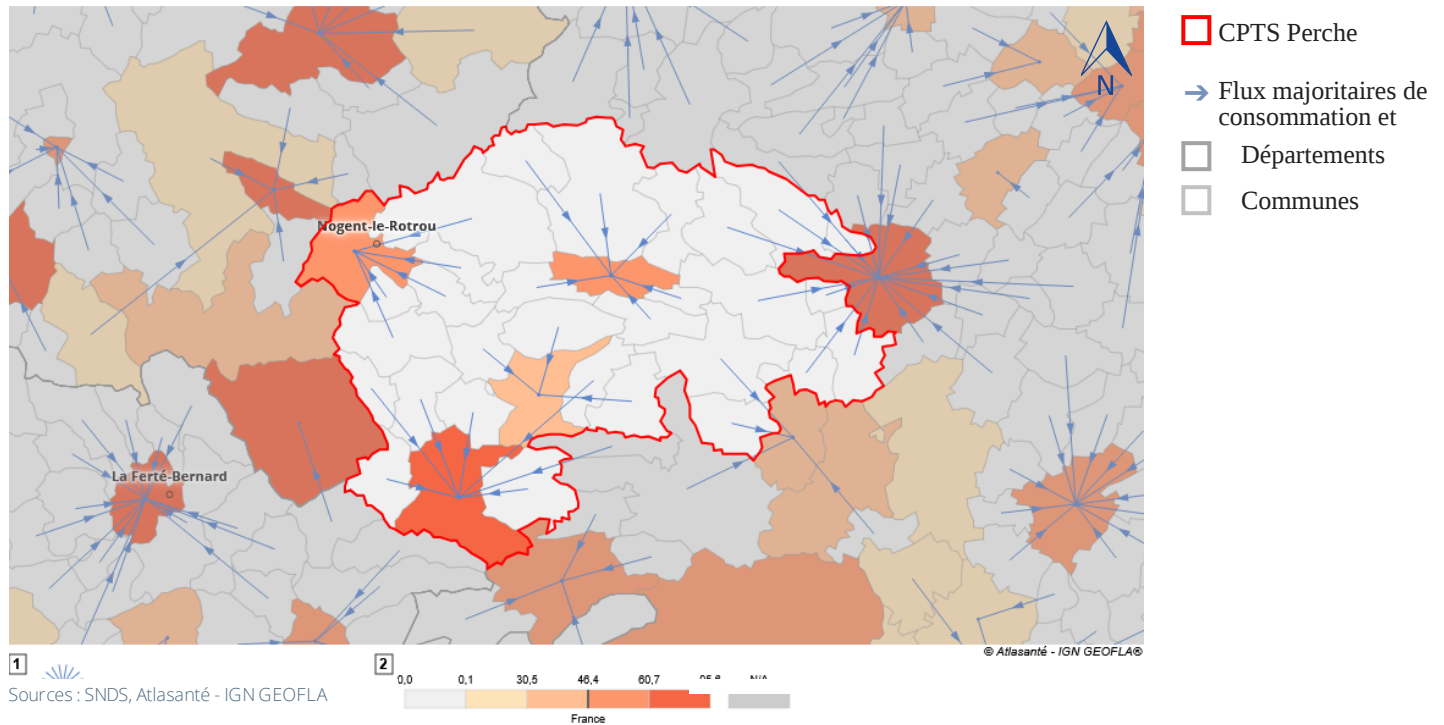 CPTS Perche
N
Flux majoritaires de
consommation et
Départements
Communes
Nogent-le-Rotrou
La Ferté-Bernard
© Atlasanté - IGN GEOFLA®
1
2
Sources : SNDS, Atlasanté - IGN GEOFLA
0,0 0,1 30,5 46,4 60,7
France